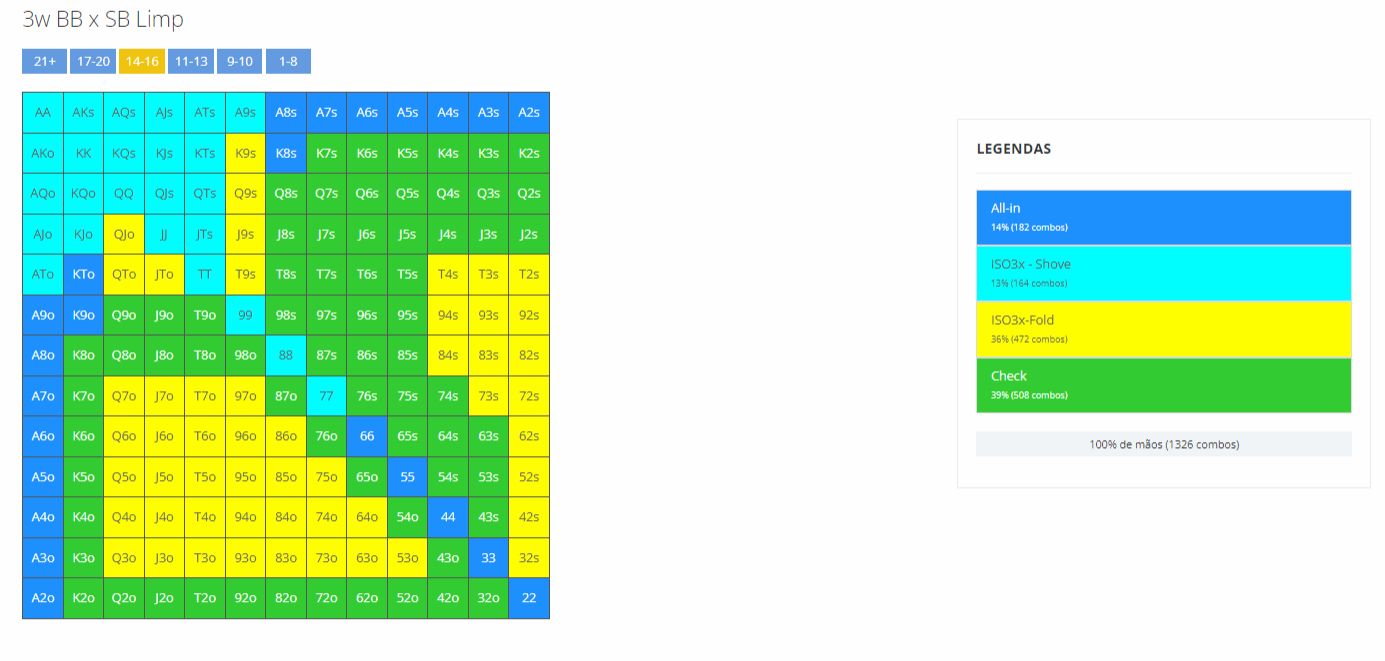 3w BB x SB Limp
21+ 17-20 14-16 11-13 9-10 1-8
AA AKs AQs AJs ATs A9s A8s A7s A6s A5s A4s A3s A2s
AKo KK KQs KJs KTs K9s K8s K7s K6s K5s K4s K3s K2s
AQo KQo QQ QJs QTs Q9s Q8s Q7s Q6s Q5s Q4s Q3s Q2s
AJo KJo QJo JJ JTs J9s J8s J7s J6s J5s J4s J3s J2s
ATo KTo QTo JTo TT T9s T8s T7s T6s T5s T4s T3s T2s
A9o K9o Q9o J9o T9o 99 98s 97s 96s 95s 94s 93s 92s
A8o K8o Q8o J8o T8o 98o 88 87s 86s 85s 84s 83s 82s
A7o K7o Q7o J7o T7o 97o 87o 77 76s 75s 74s 73s 72s
A6o K6o Q6o J6o T6o 96o 86o 76o 66 65s 64s 63s 62s
A5o K5o Q5o J5o T5o 95o 85o 75o 65o 55 54s 53s 52s
A4o K4o Q4o J4o T4o 94o 84o 74o 64o 54o 44 43s 42s
A3o K3o Q3o J3o T3o 93o 83o 73o 63o 53o 43o 33 32s
A2o K2o Q2o J2o T2o 92o 82o 72o 62o 52o 42o 32o 22
LEGENDAS
All-in
14% (182 combos)
ISO3x - Shove
13% (164 combos)
ISO3x-Fold
36% (472 combos)
Check
39% (508 combos)
100% de mãos (1326 combos)